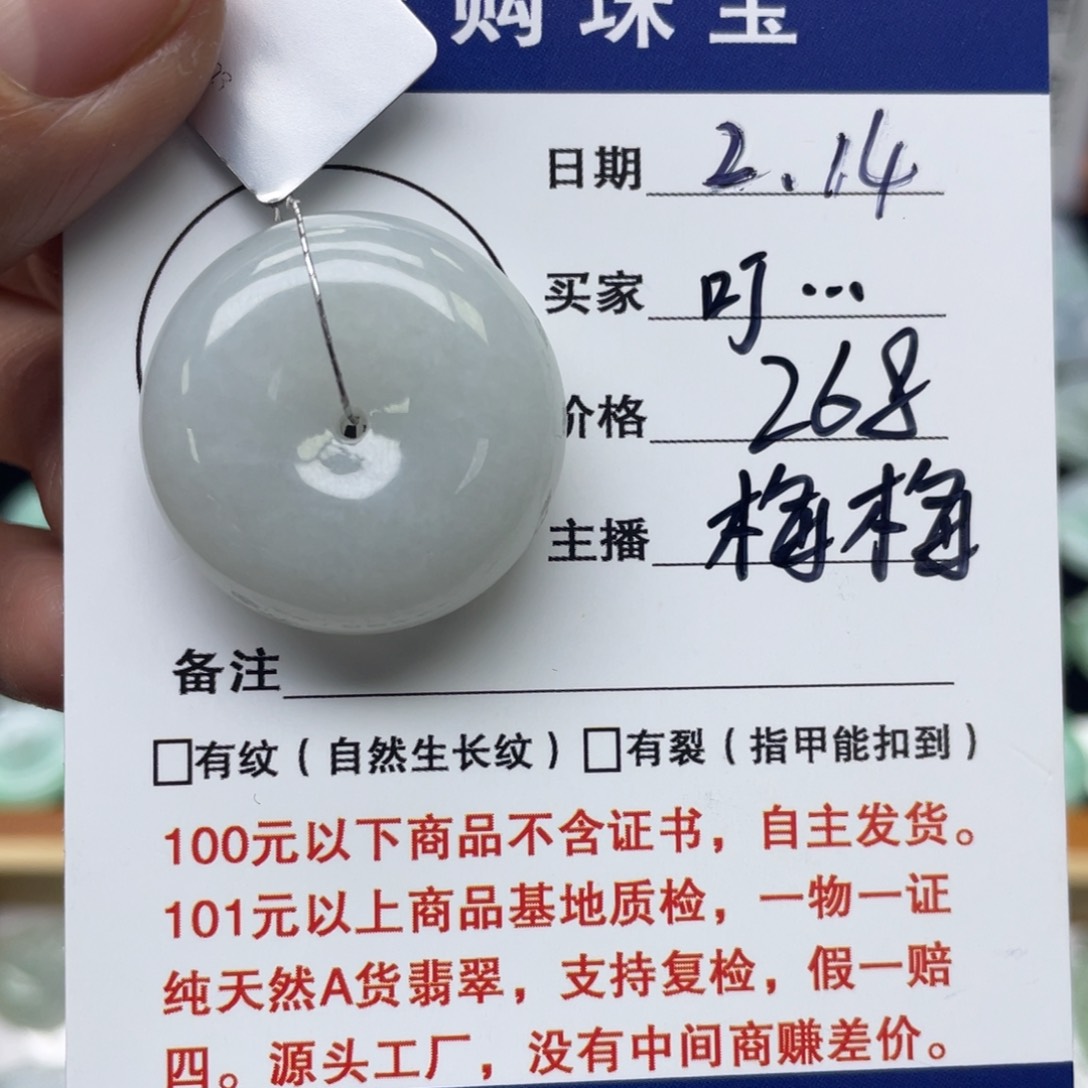 购珠宝
日期 2.14
买家 叮…
价格 268
主播 梅梅
备注
□有纹（自然生长纹）□有裂（指甲能扣到）
100元以下商品不含证书，自主发货。
101元以上商品基地质检，一物一证
纯天然A货翡翠，支持复检，假一赔
四。源头工厂，没有中间商赚差价。